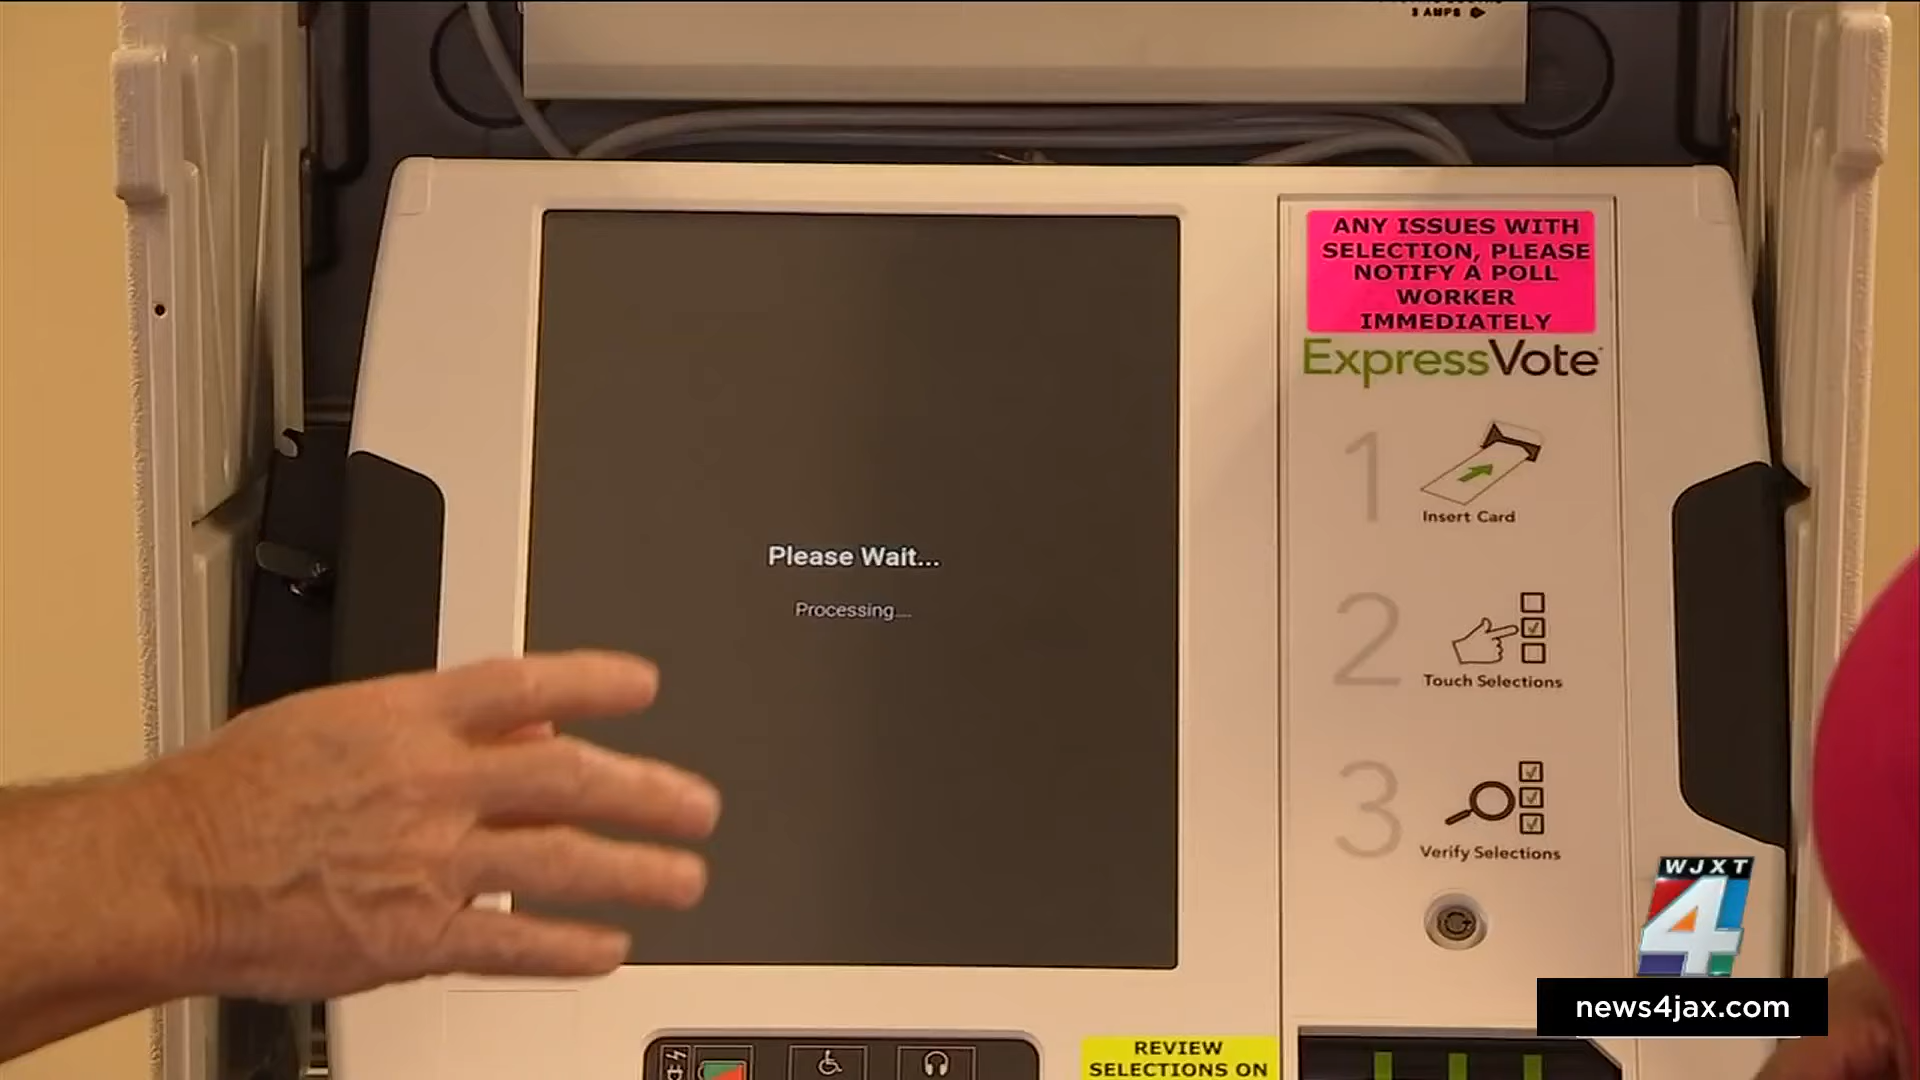 3 AMPS
ANY ISSUES WITH
SELECTION, PLEASE
NOTIFY A POLL
WORKER
IMMEDIATELY
ExpressVote
1
Insert Card
Please Wait...
Processing....
2
Touch Selections
3
Verify Selections
WJXT
4
news4jax.com
REVIEW
SELECTIONS ON